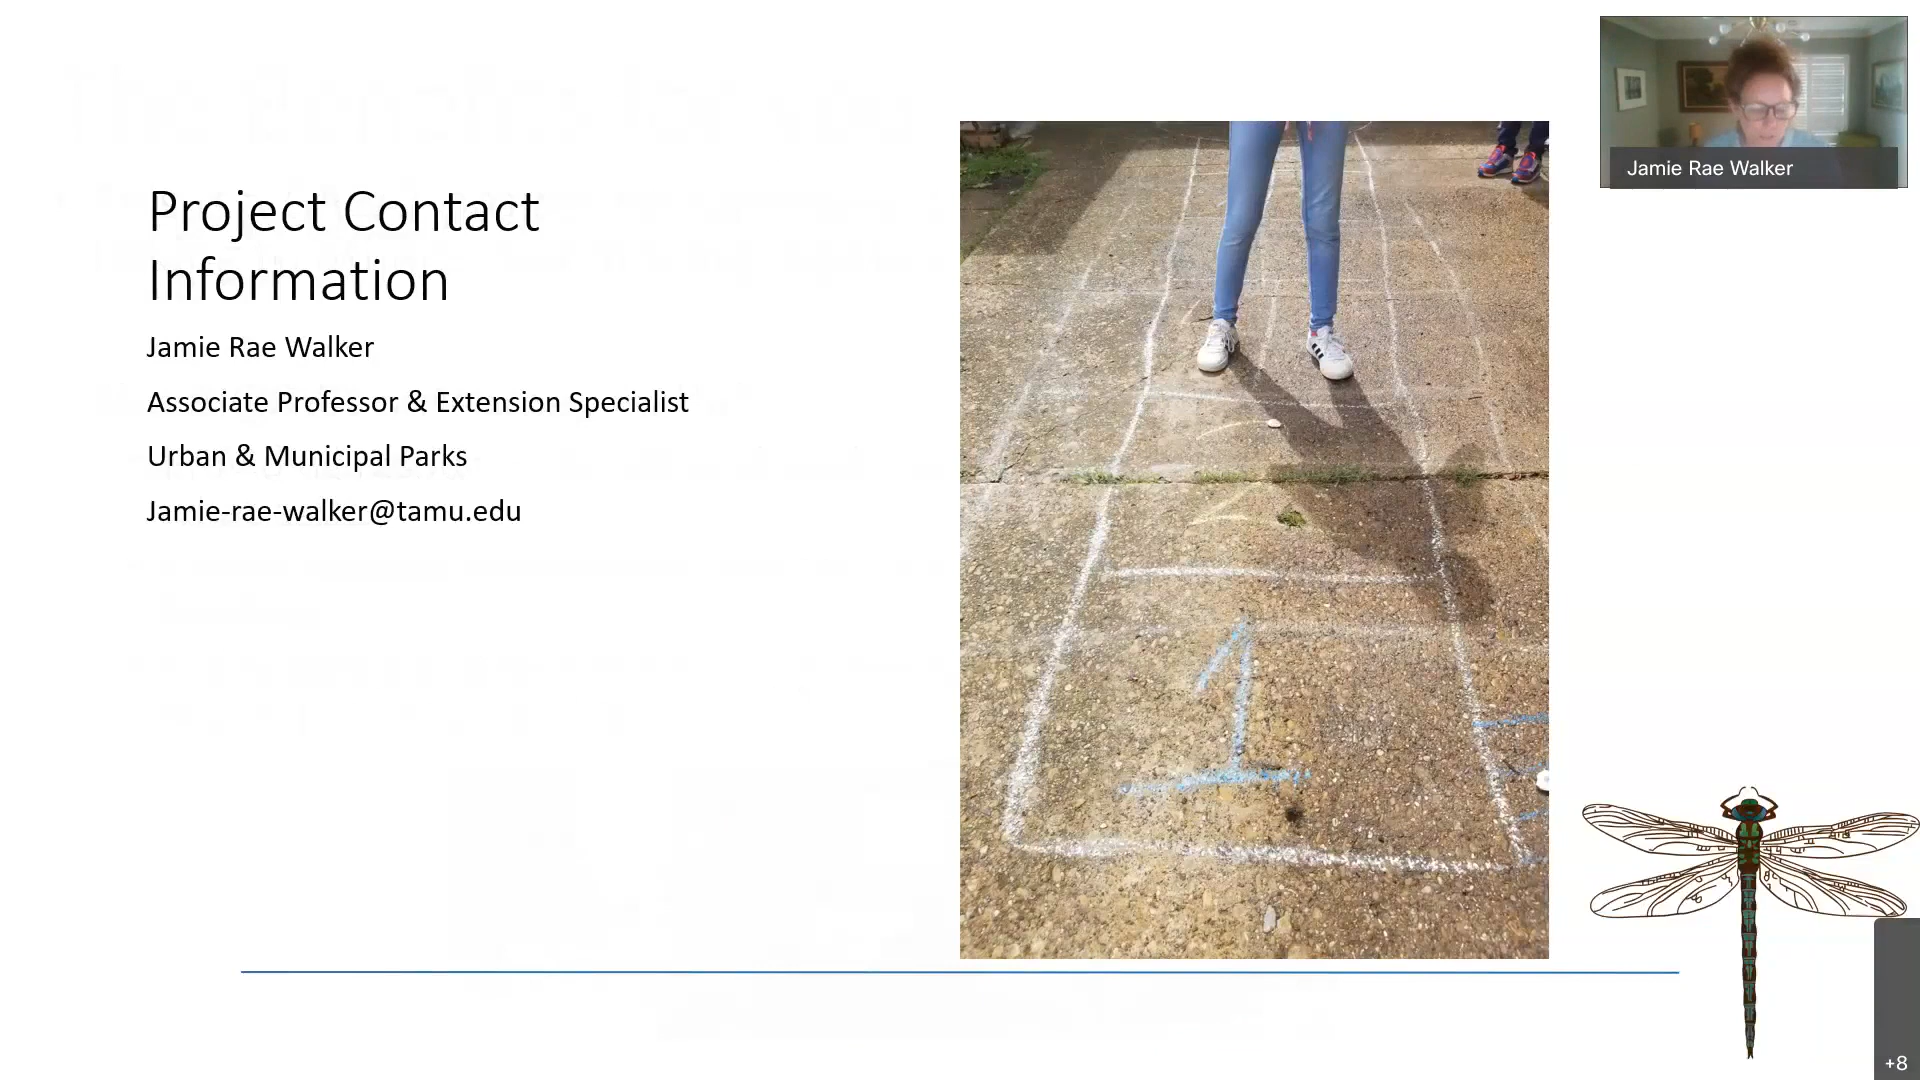 Project Contact
Information
Jamie Rae Walker
Associate Professor & Extension Specialist
Urban & Municipal Parks
Jamie-rae-walker@tamu.edu
Jamie Rae Walker
2
1
+8